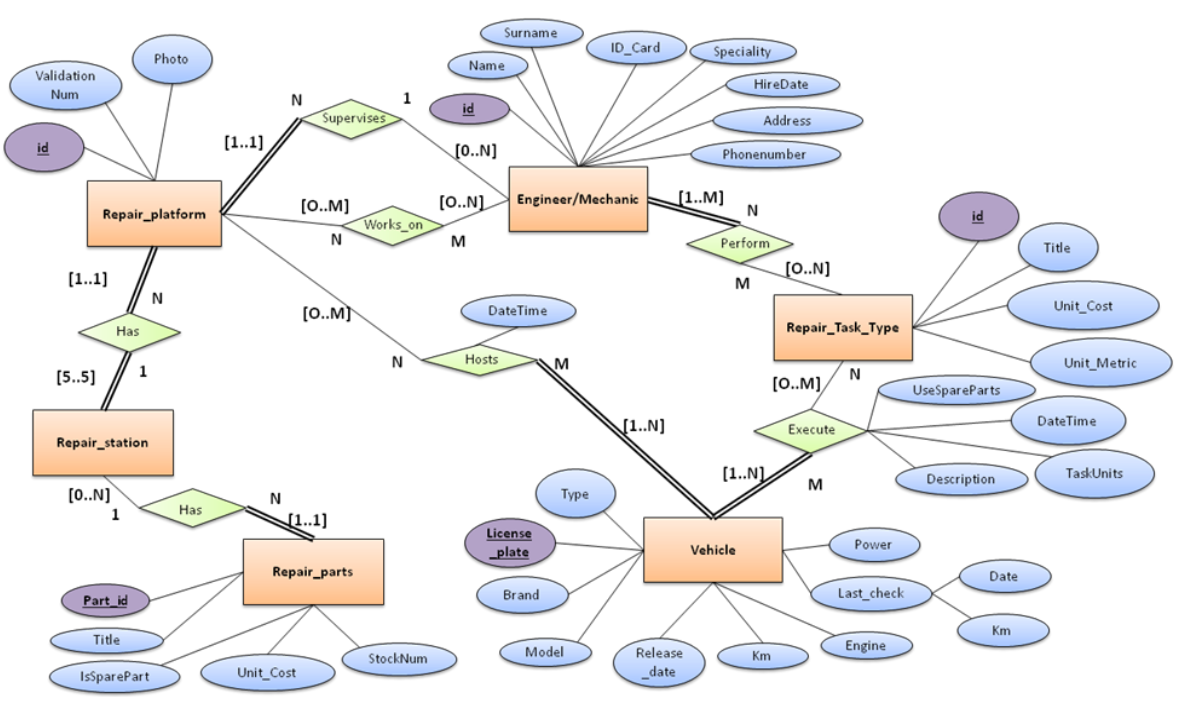 Surname
ID_Card
Speciality
Name
HireDate
id
Address
Phonenumber
Photo
Validation
Num
id
N
Supervises
1
[1..1]
[0..N]
Repair_platform
Engineer/Mechanic
[O..M]
[O..N]
N
Works_on
M
[1..M]
N
Perform
M
[O..N]
id
Title
Unit_Cost
Unit_Metric
Repair_Task_Type
[1..1]
N
Has
[5..5]
1
[O..M]
DateTime
N
Hosts
M
[1..N]
[O..M]
N
UseSpareParts
DateTime
Execute
TaskUnits
Description
[1..N]
M
Repair_station
[0..N]
1
Has
N
[1..1]
Repair_parts
Part_id
Title
IsSparePart
Unit_Cost
StockNum
Type
License
_plate
Vehicle
Power
Brand
Last_check
Date
Km
Model
Release
_date
Km
Engine